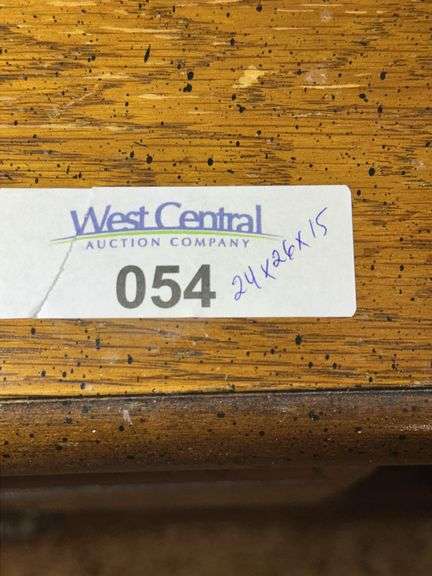 West Central
AUCTION COMPANY
054
24x26x15